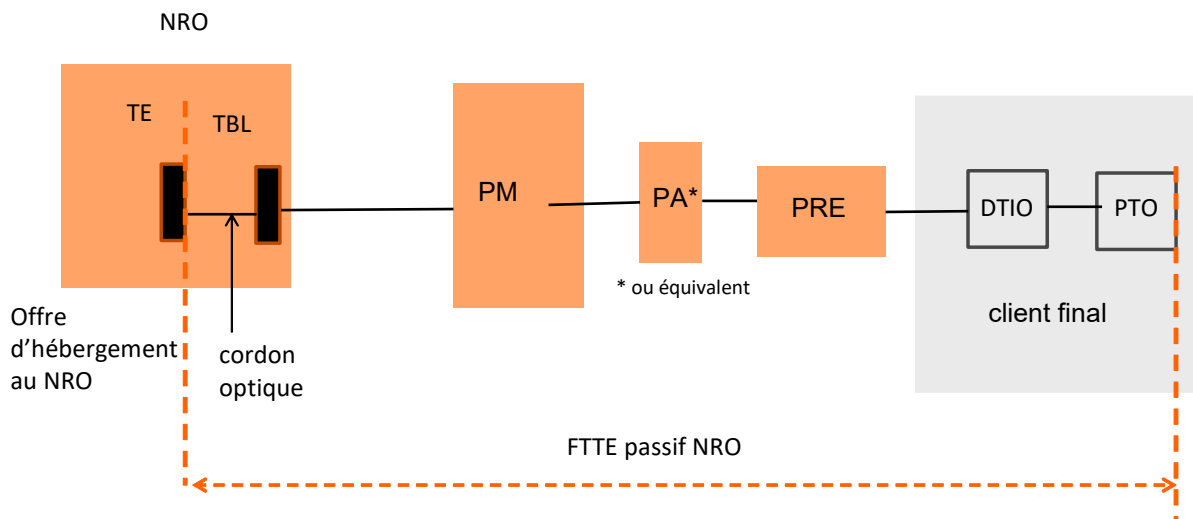 NRO
TE
TBL
PM
PA*
PRE
DTIO
PTO
* ou équivalent
client final
Offre
d’hébergement
au NRO
cordon
optique
FTTE passif NRO